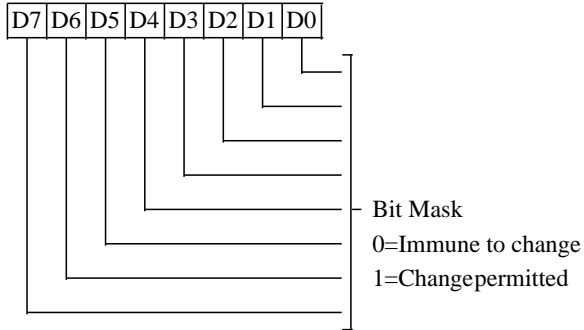 D7 D6 D5 D4 D3 D2 D1 D0
Bit Mask
0=Immune to change
1=Changepermitted